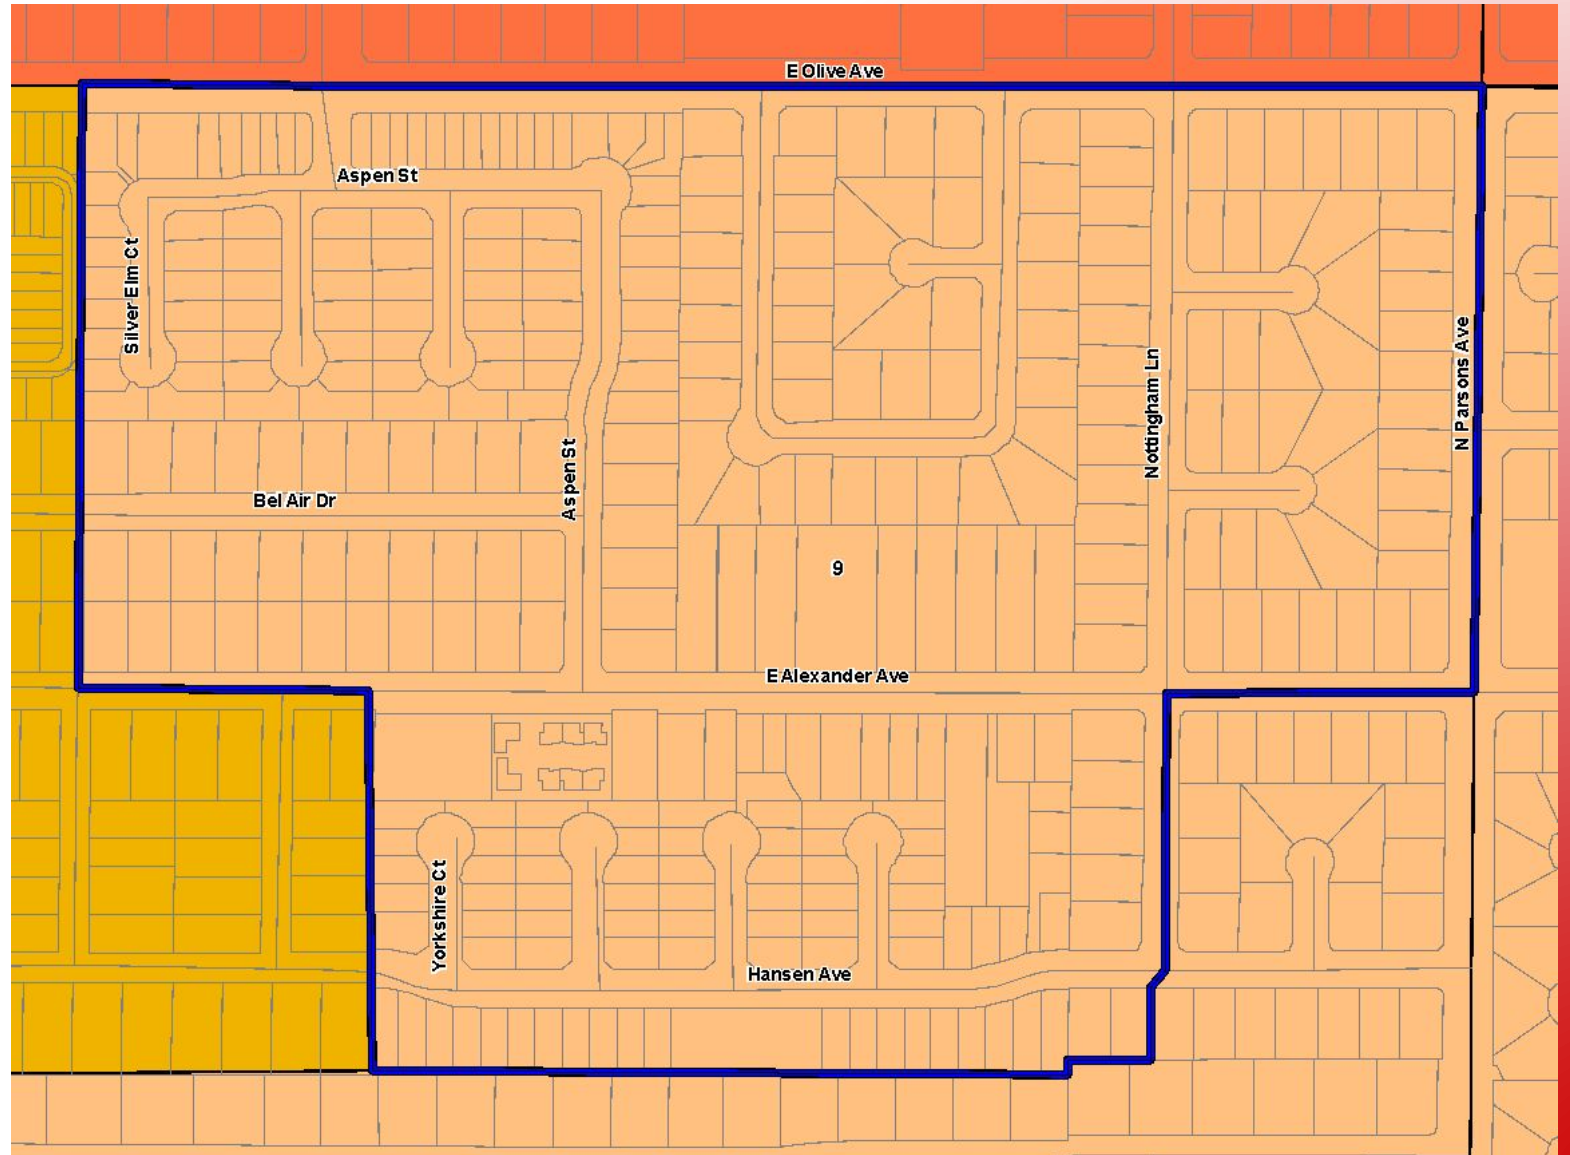 E Olive Ave
Aspen St
Silver Elm Ct
N Parsons Ave
Nottingham Ln
Aspen St
Bel Air Dr
9
E Alexander Ave
Yorkshire Ct
Hansen Ave